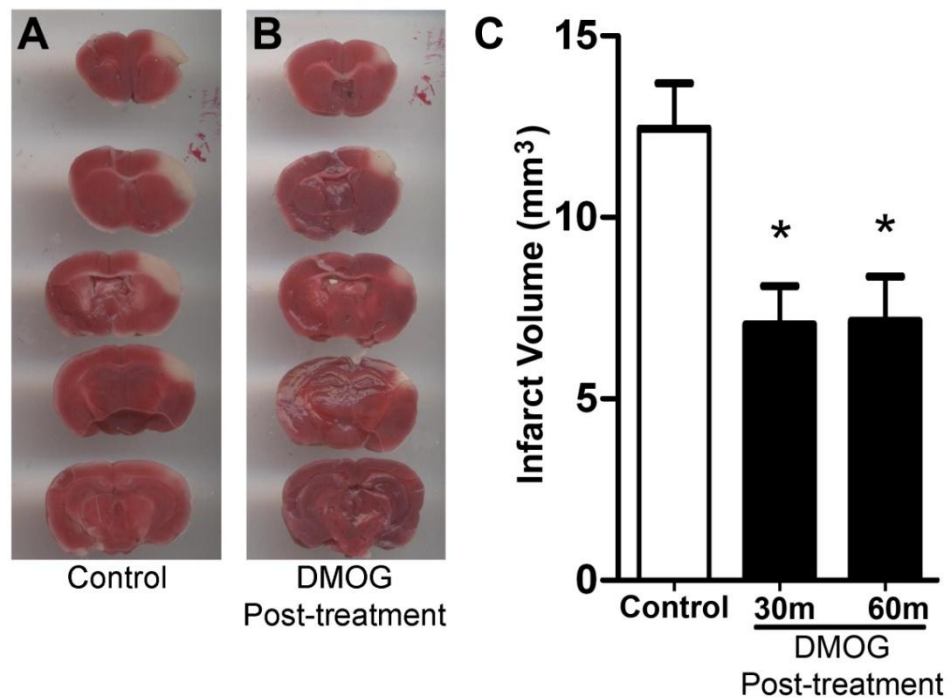 A
B
C
Control
DMOG
Post-treatment
Infarct Volume (mm³)
15
10
5
0
*
*
Control
30m
60m
DMOG
Post-treatment